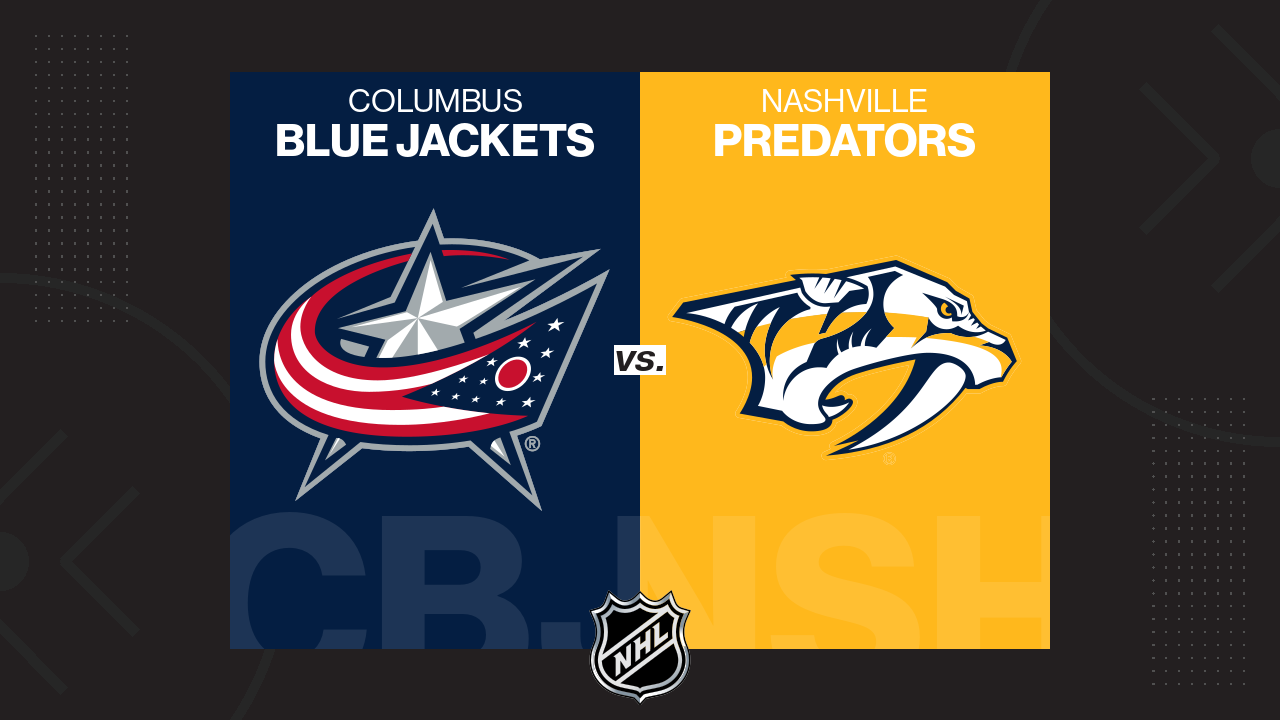 COLUMBUS
BLUE JACKETS
NASHVILLE
PREDATORS
vs.
®
®
CBJ
NSH
NHL